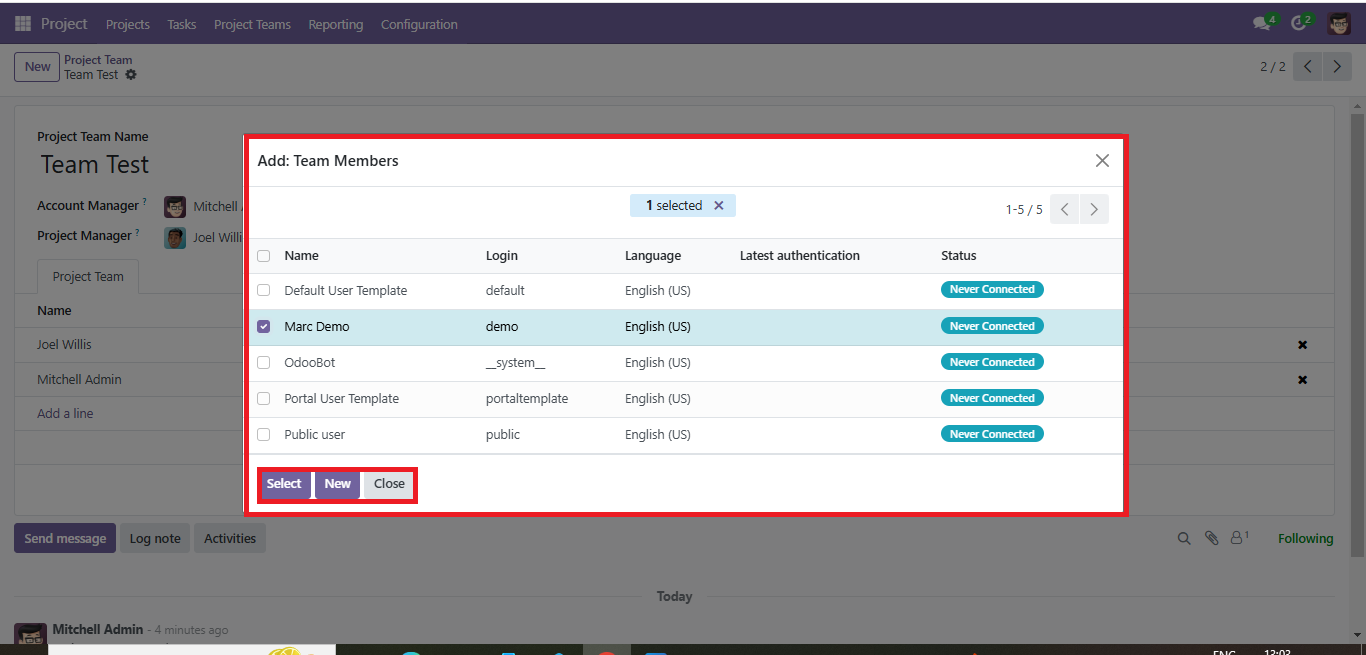 Project Projects Tasks Project Teams Reporting Configuration 4 2
New Project Team
Team Test 2 / 2
Project Team Name
Team Test
Account Manager ? Mitchell
Project Manager ? Joel Willi
Project Team
Name
Joel Willis
Mitchell Admin
Add a line
Add: Team Members
1 selected
1-5 / 5
Name Login Language Latest authentication Status
Default User Template default English (US) Never Connected
Marc Demo demo English (US) Never Connected
OdooBot __system__ English (US) Never Connected
Portal User Template portaltemplate English (US) Never Connected
Public user public English (US) Never Connected
Select New Close
Send message Log note Activities 1 Following
Today
Mitchell Admin - 4 minutes ago
ENG 12:02